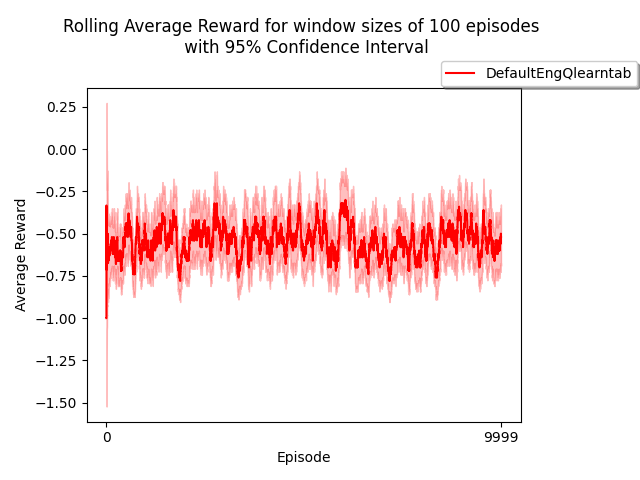 Rolling Average Reward for window sizes of 100 episodes
with 95% Confidence Interval
DefaultEngQlearntab
0.25
0.00
−0.25
−0.50
−0.75
−1.00
−1.25
−1.50
Average Reward
0
9999
Episode